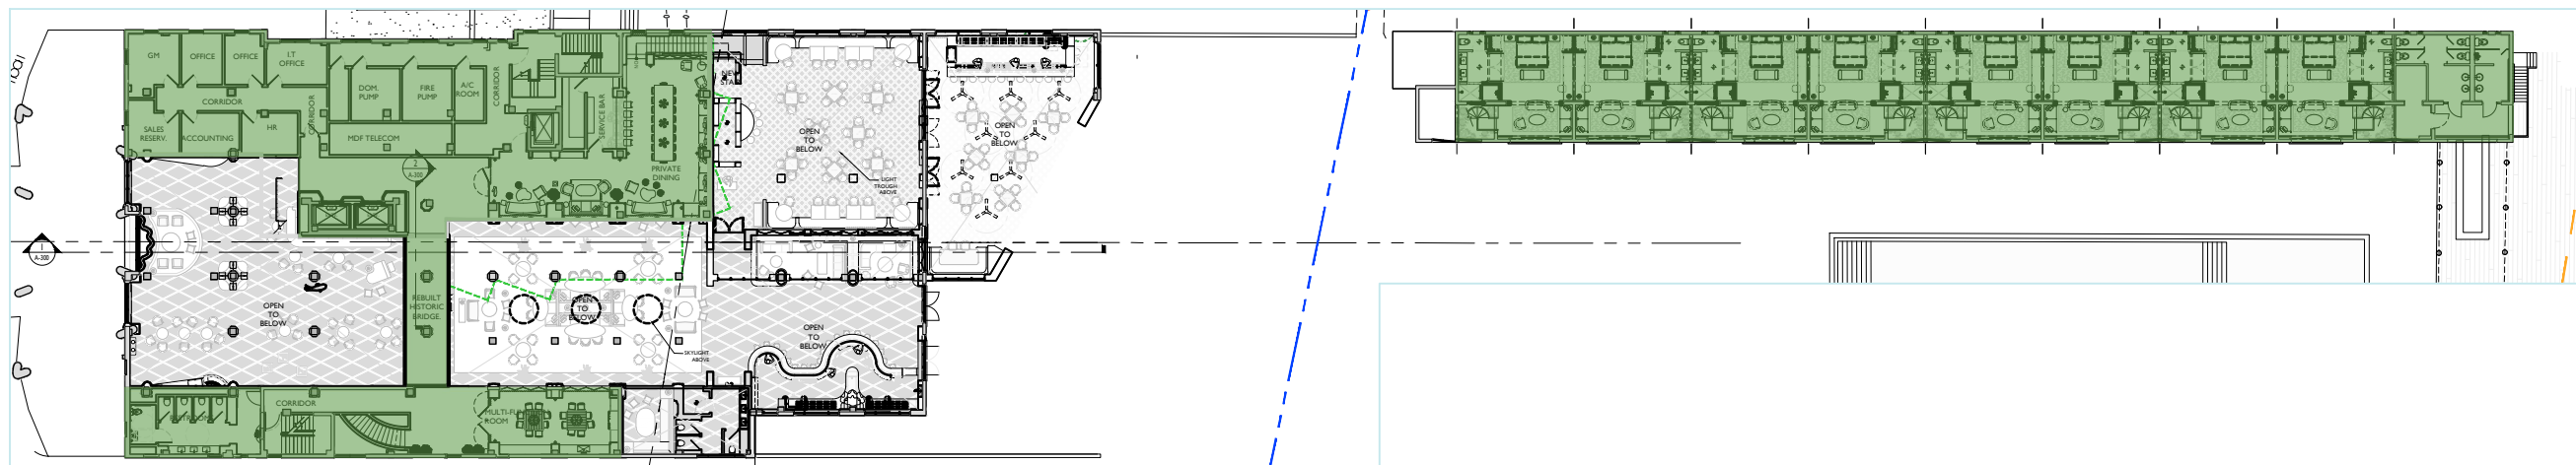 GM
OFFICE
OFFICE
I.T
OFFICE
DOM.
PUMP
FIRE
PUMP
A/C
ROOM
CORRIDOR
CORRIDOR
CORRIDOR
SALES
RESERV.
ACCOUNTING
HR
MDF TELECOM
SERVICE BAR
PRIVATE
DINING
2
A-300
OPEN
TO
BELOW
LIGHT
TROUGH
ABOVE
OPEN
TO
BELOW
1
A-300
OPEN
TO
BELOW
REBUILT
HISTORIC
BRIDGE.
OPEN
TO
BELOW
SKYLIGHT
ABOVE
OPEN
TO
BELOW
CORRIDOR
ROOM